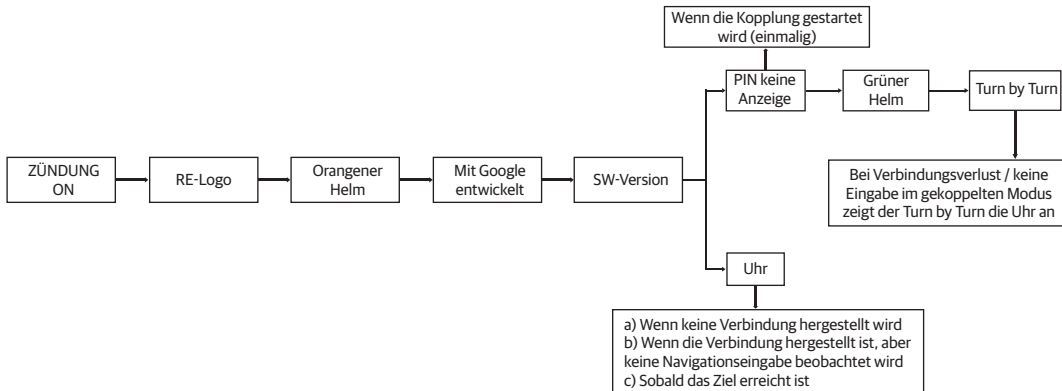 Wenn die Kopplung gestartet
wird (einmalig)
PIN keine
Anzeige
Grüner
Helm
Turn by Turn
ZÜNDUNG
ON
RE-Logo
Orangener
Helm
Mit Google
entwickelt
SW-Version
Bei Verbindungsverlust / keine
Eingabe im gekoppelten Modus
zeigt der Turn by Turn die Uhr an
Uhr
a) Wenn keine Verbindung hergestellt wird
b) Wenn die Verbindung hergestellt ist, aber
keine Navigationseingabe beobachtet wird
c) Sobald das Ziel erreicht ist